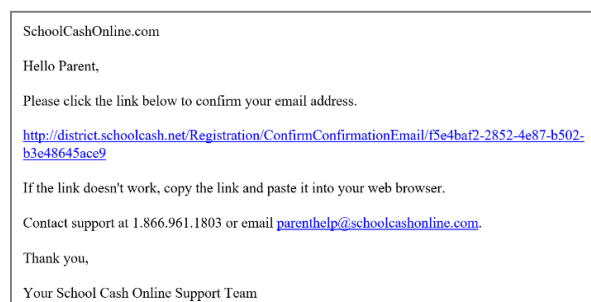 SchoolCashOnline.com
Hello Parent,
Please click the link below to confirm your email address.
http://district.schoolcash.net/Registration/ConfirmConfirmationEmail/f5e4baf2-2852-4e87-b502-
b3e48645ace9
If the link doesn't work, copy the link and paste it into your web browser.
Contact support at 1.866.961.1803 or email parenthelp@schoolcashonline.com.
Thank you,
Your School Cash Online Support Team